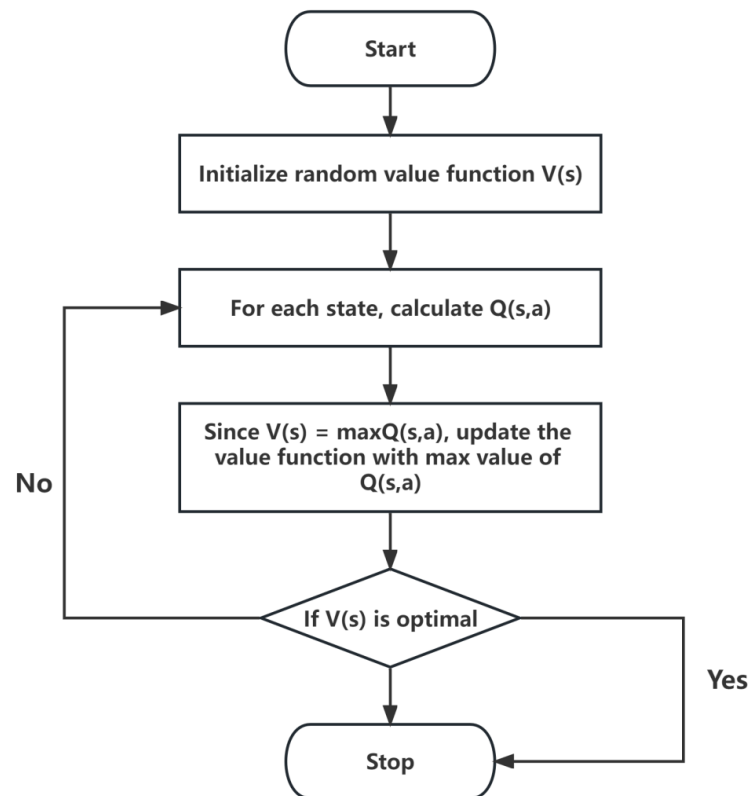 Start
Initialize random value function V(s)
For each state, calculate Q(s,a)
Since V(s) = maxQ(s,a), update the
value function with max value of
Q(s,a)
No
If V(s) is optimal
Yes
Stop